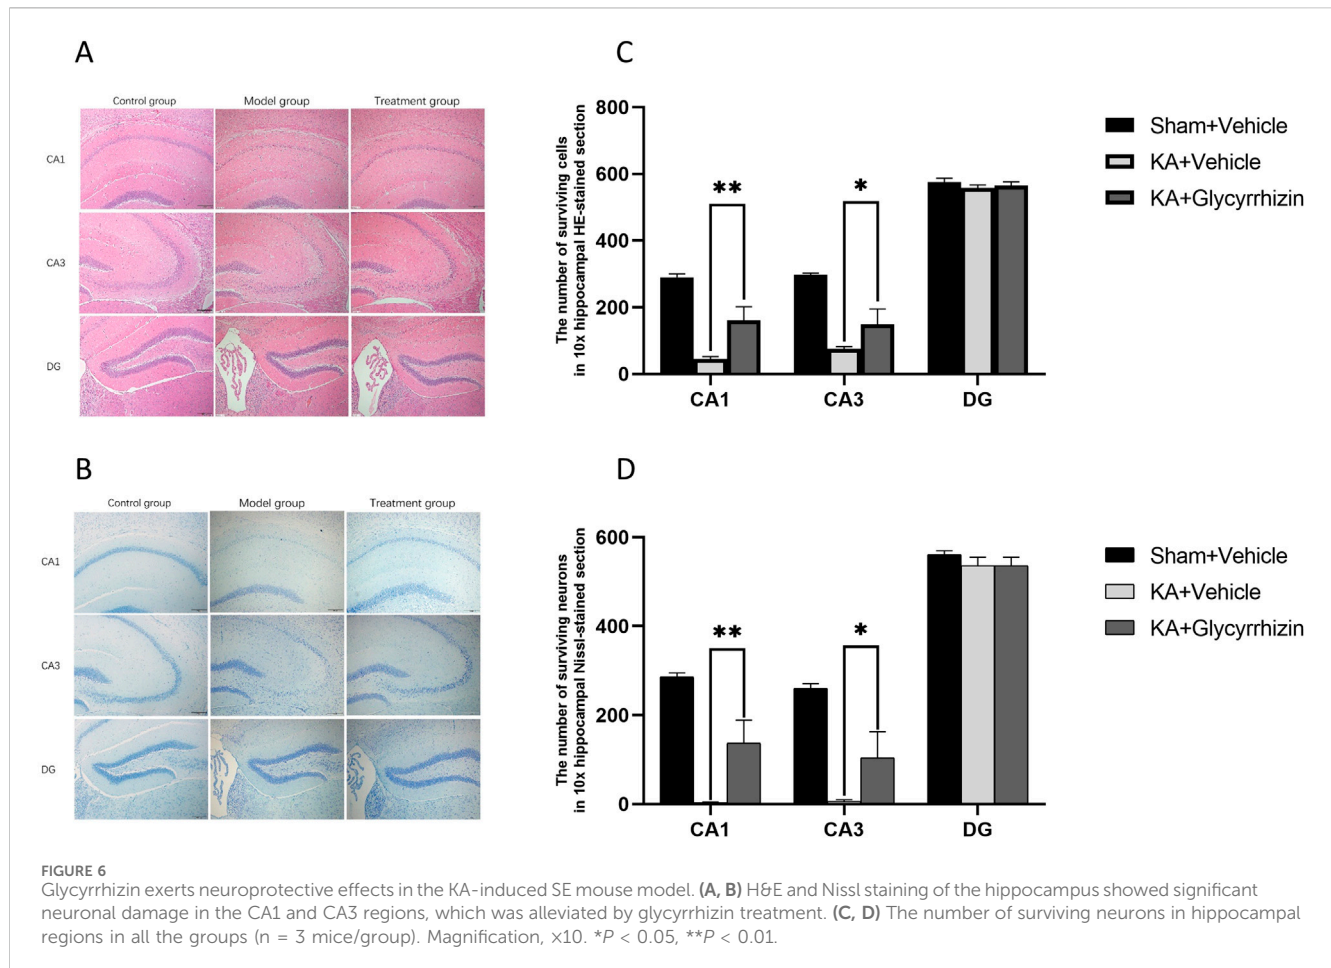 A
Control group Model group Treatment group
CA1
CA3
DG
B
Control group Model group Treatment group
CA1
CA3
DG
C
The number of surviving cells
in 10x hippocampal HE-stained section
800
600
400
200
0
** *
CA1 CA3 DG
Sham+Vehicle
KA+Vehicle
KA+Glycyrrhizin
D
The number of surviving neurons
in 10x hippocampal Nissl-stained section
600
400
200
0
** *
CA1 CA3 DG
Sham+Vehicle
KA+Vehicle
KA+Glycyrrhizin
FIGURE 6
Glycyrrhizin exerts neuroprotective effects in the KA-induced SE mouse model. (A, B) H&E and Nissl staining of the hippocampus showed significant
neuronal damage in the CA1 and CA3 regions, which was alleviated by glycyrrhizin treatment. (C, D) The number of surviving neurons in hippocampal
regions in all the groups (n = 3 mice/group). Magnification, ×10. *P < 0.05, **P < 0.01.